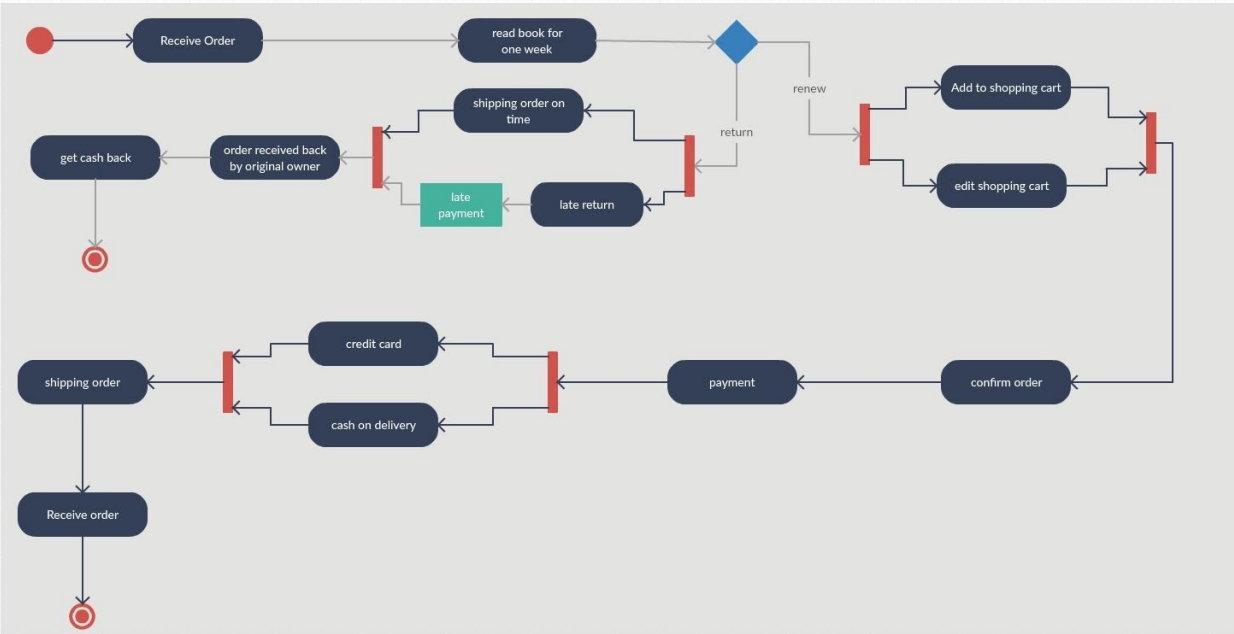 Receive Order
read book for
one week
renew
Add to shopping cart
shipping order on
time
return
get cash back
order received back
by original owner
late
payment
late return
edit shopping cart
credit card
shipping order
payment
confirm order
cash on delivery
Receive order